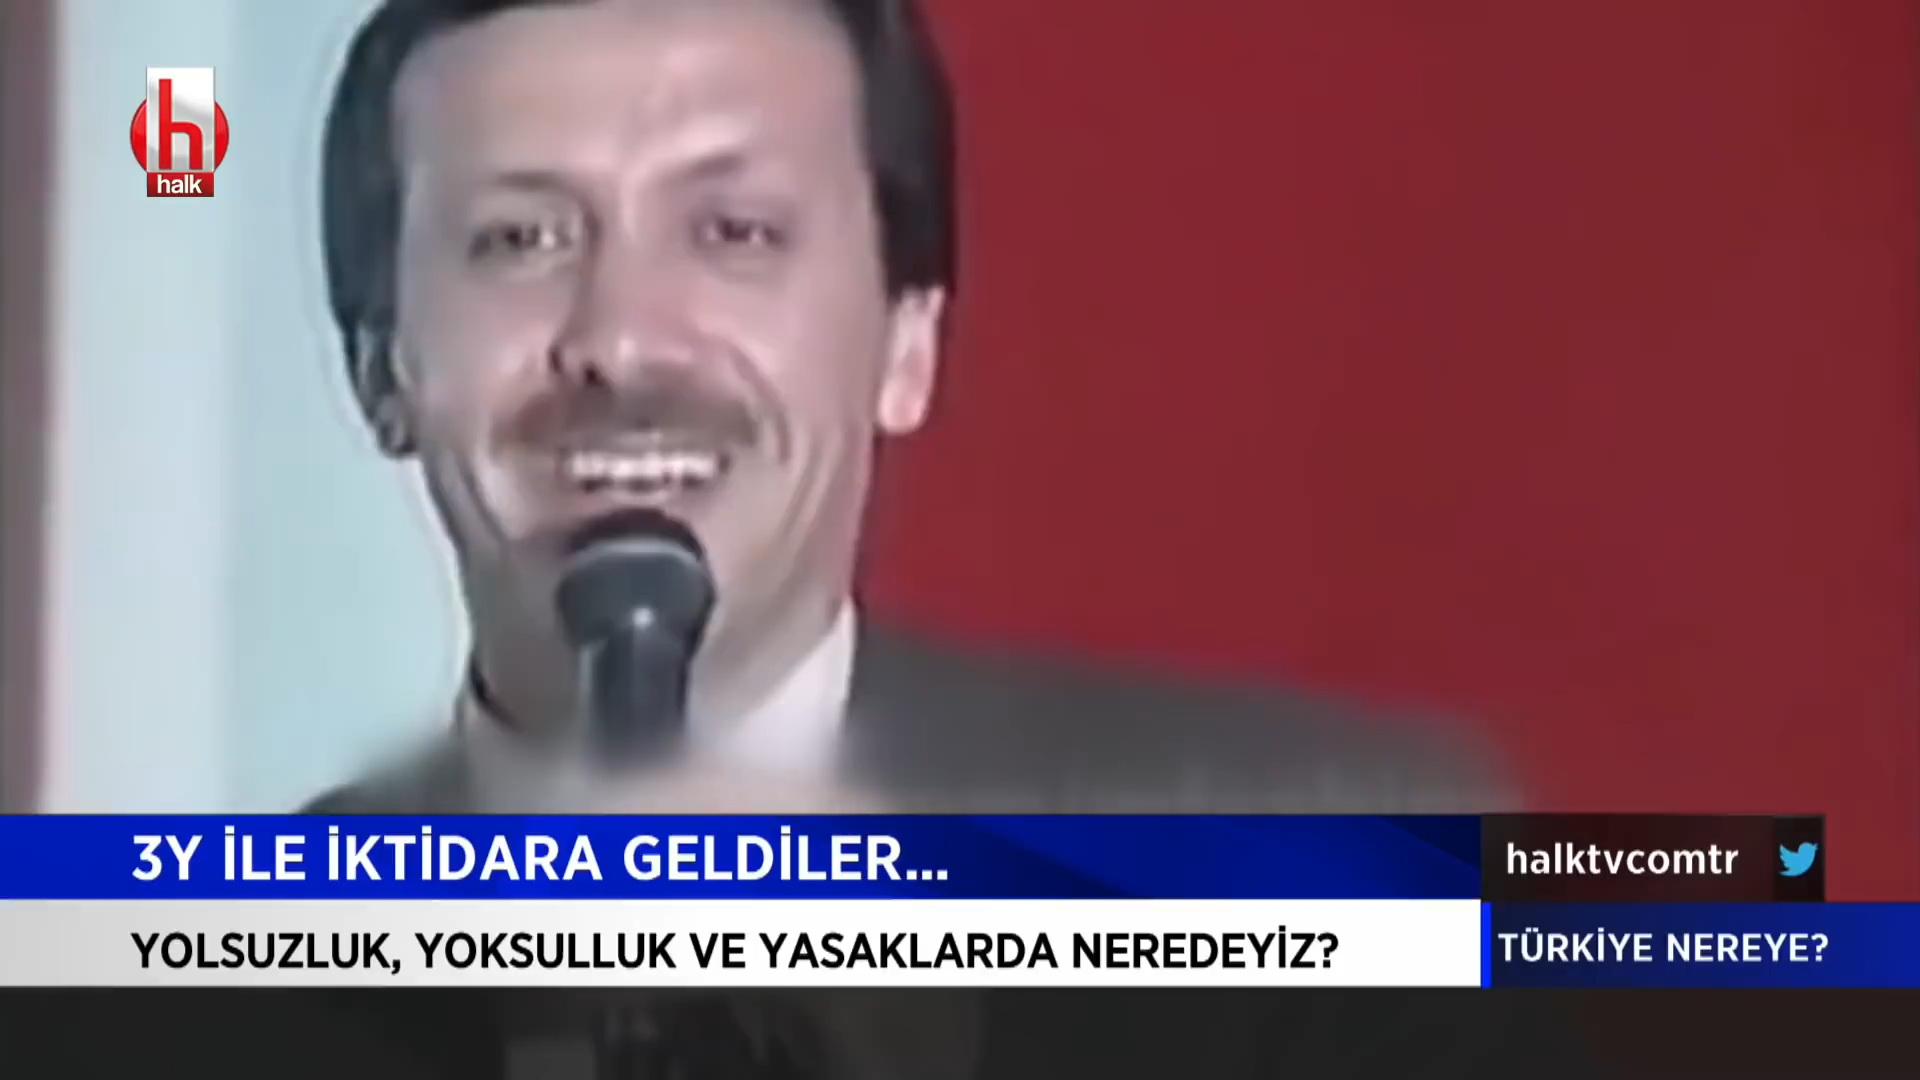 h
halk
3Y İLE İKTİDARA GELDİLER...
halktvcomtr
YOLSUZLUK, YOKSULLUK VE YASAKLARDA NEREDEYİZ?
TÜRKİYE NEREYE?